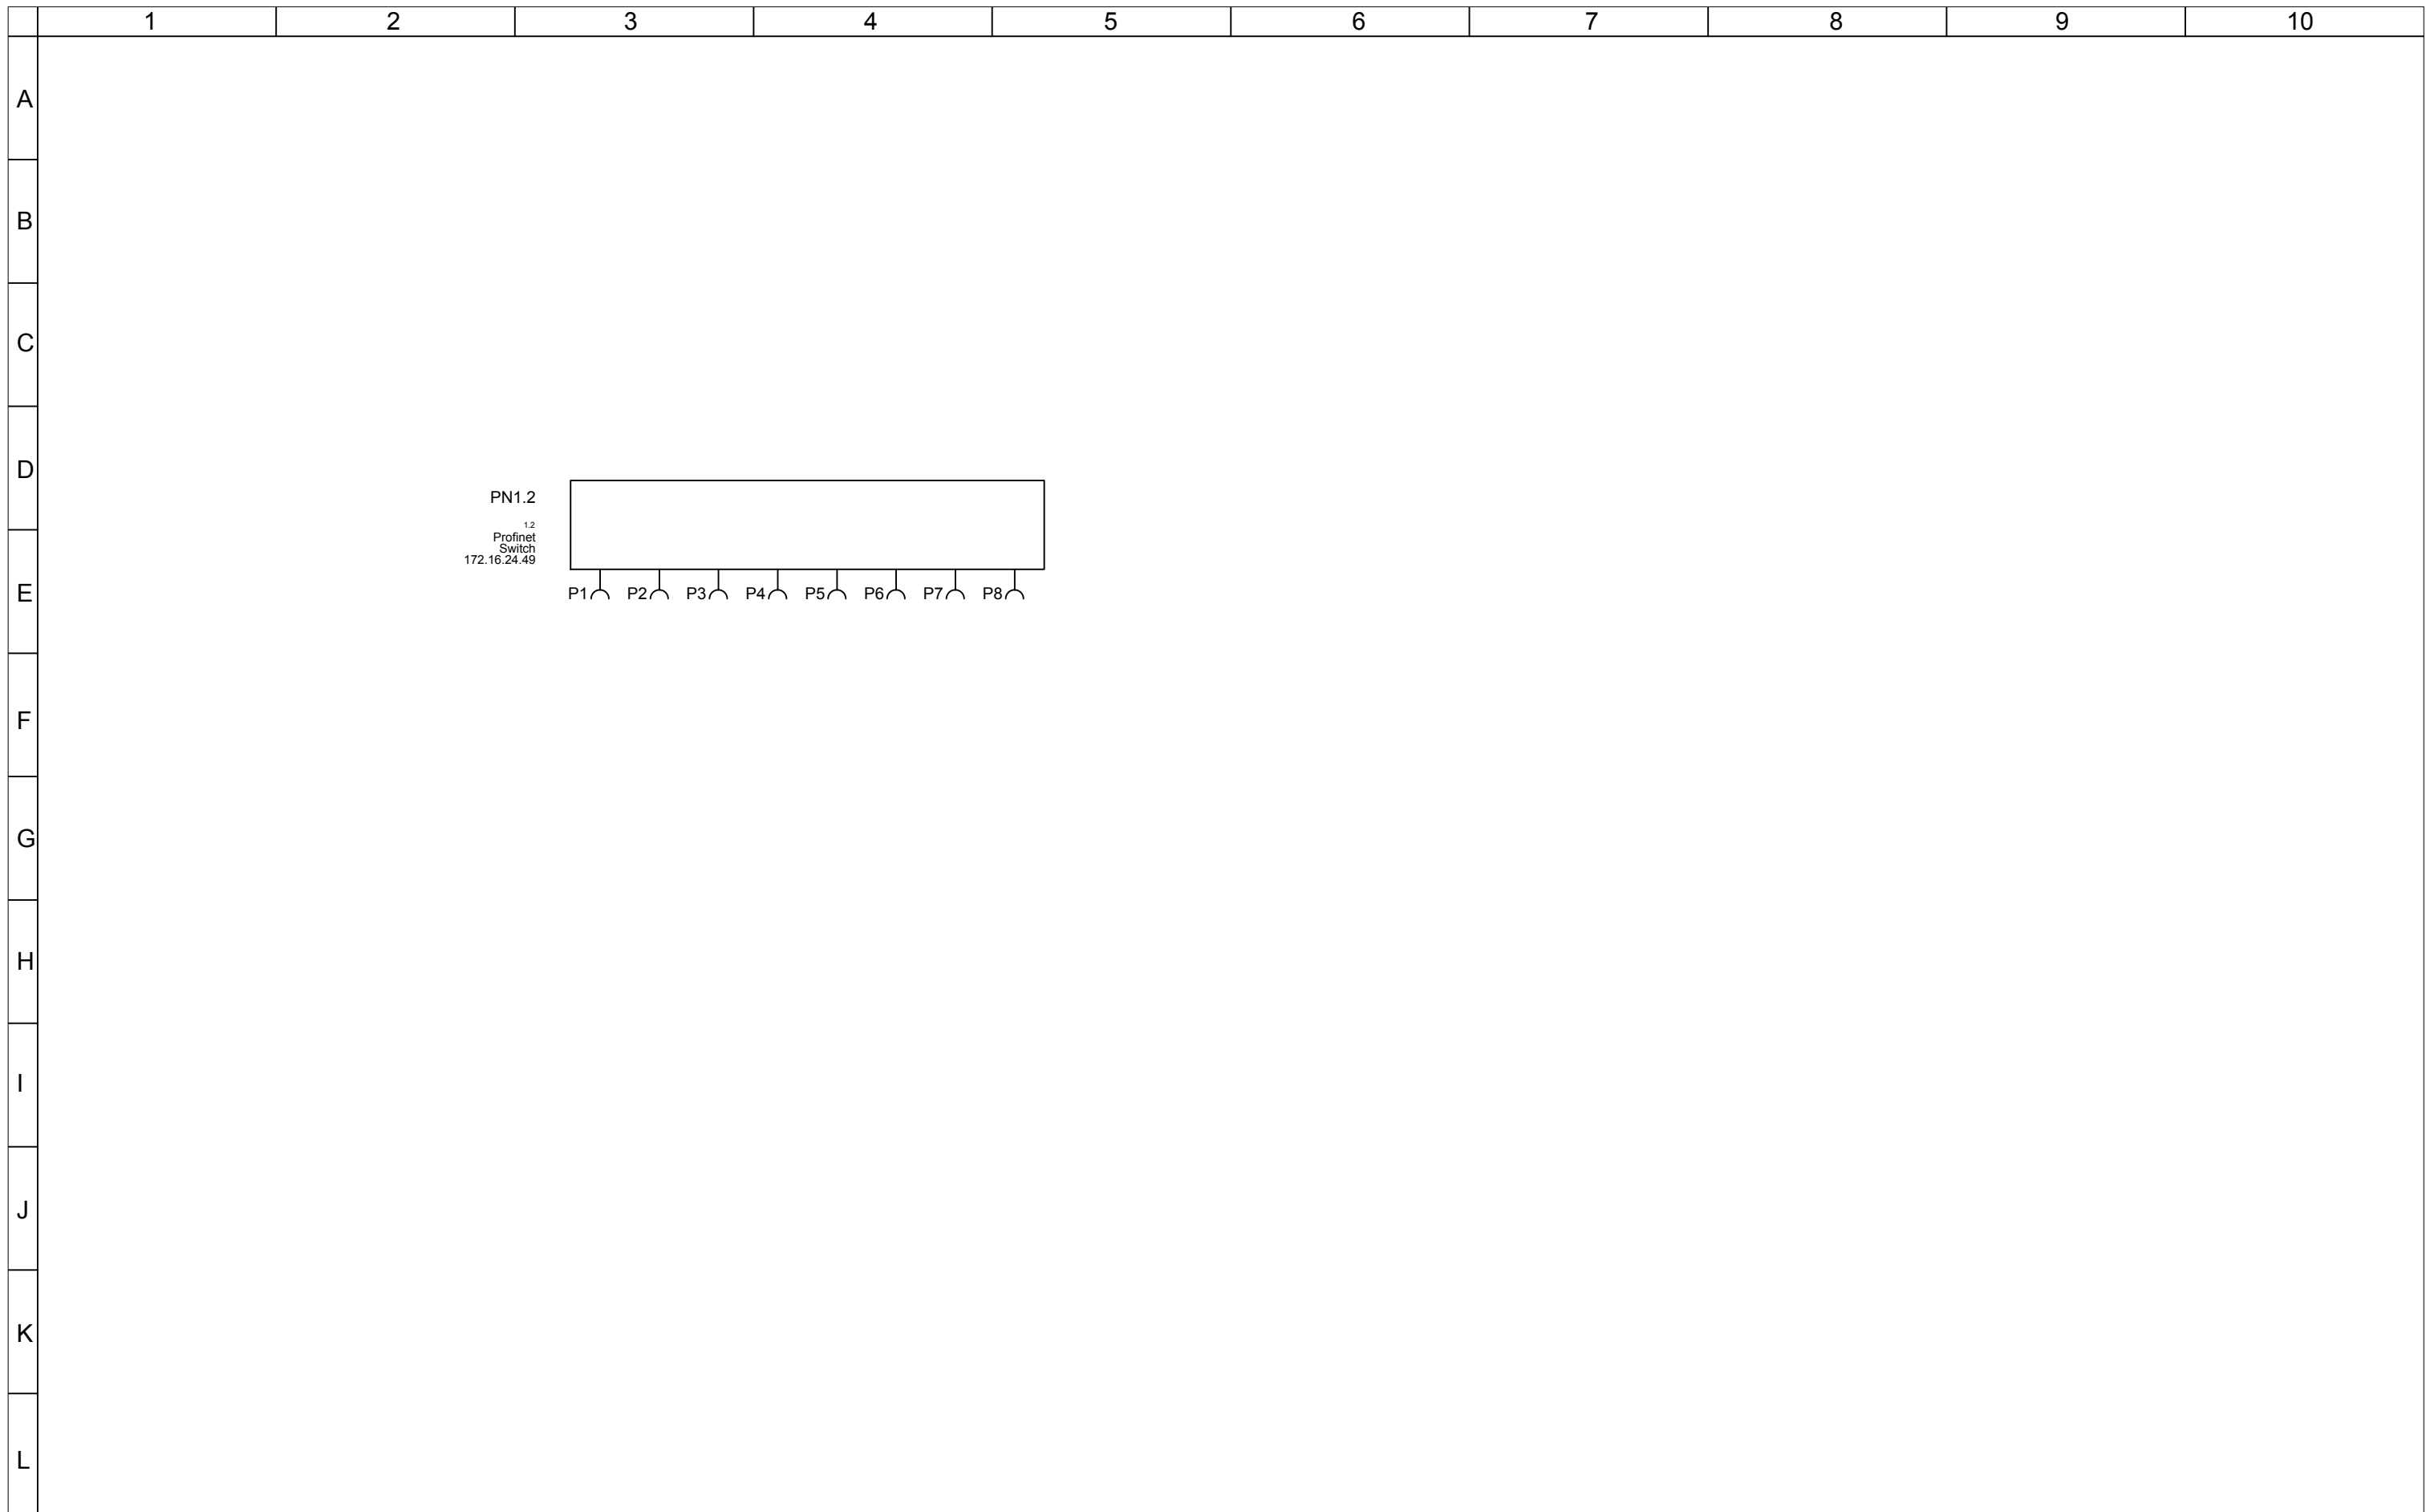 1 2 3 4 5 6 7 8 9 10
A
B
C
D
PN1.2
1.2
Profinet
Switch
172.16.24.49
E
P1 P2 P3 P4 P5 P6 P7 P8
F
G
H
I
J
K
L